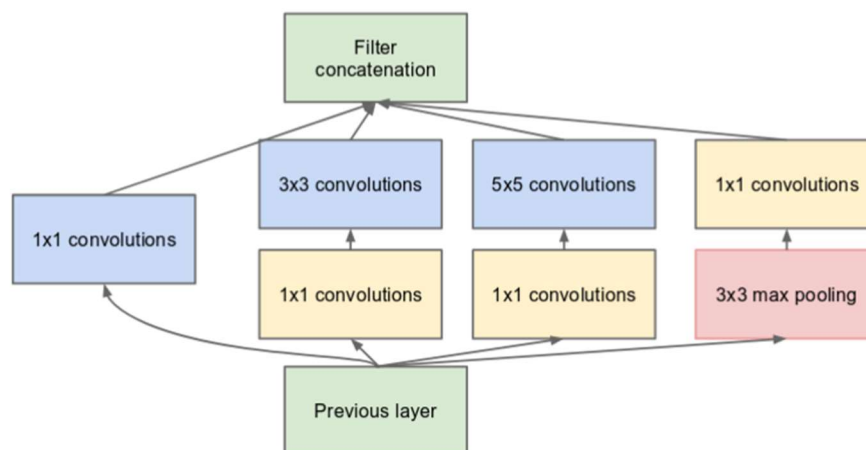 Filter
concatenation
3x3 convolutions
5x5 convolutions
1x1 convolutions
1x1 convolutions
1x1 convolutions
1x1 convolutions
3x3 max pooling
Previous layer